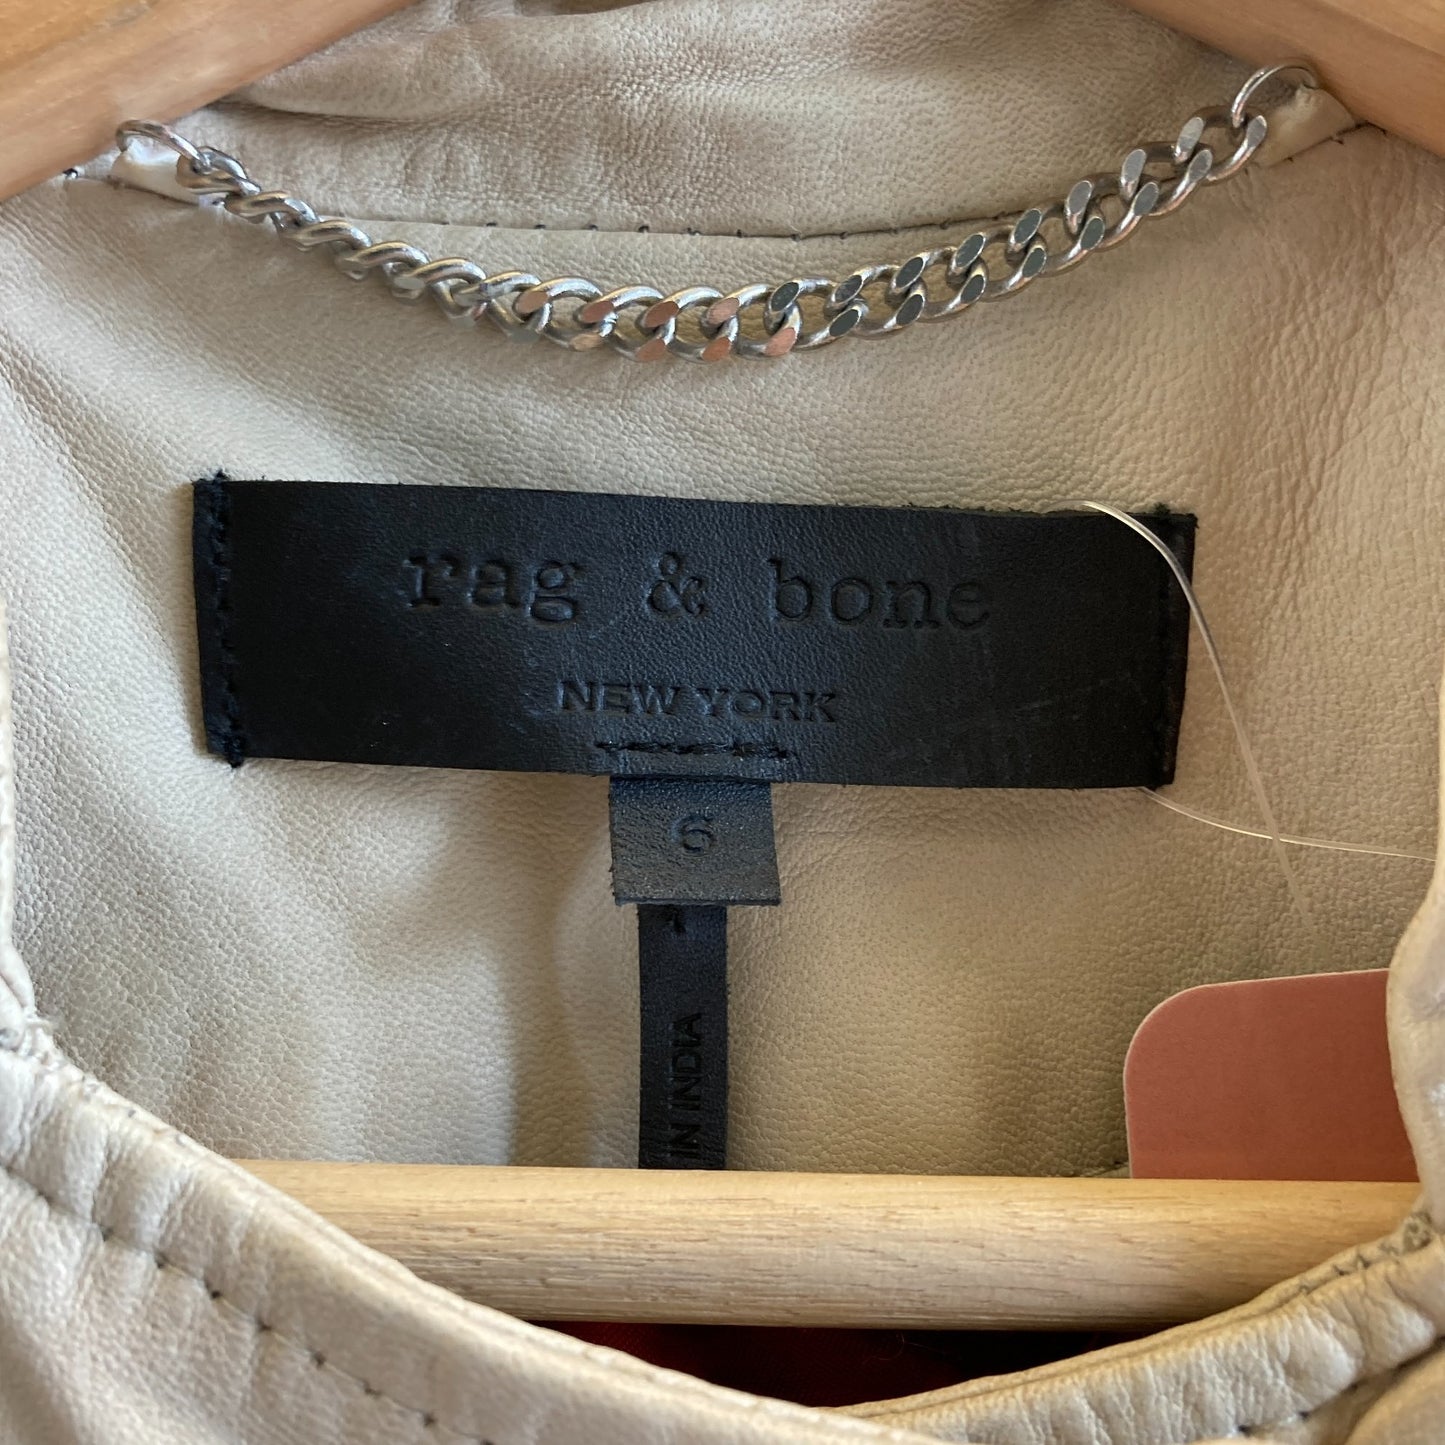 rag & bone
NEW YORK
6
IN INDIA